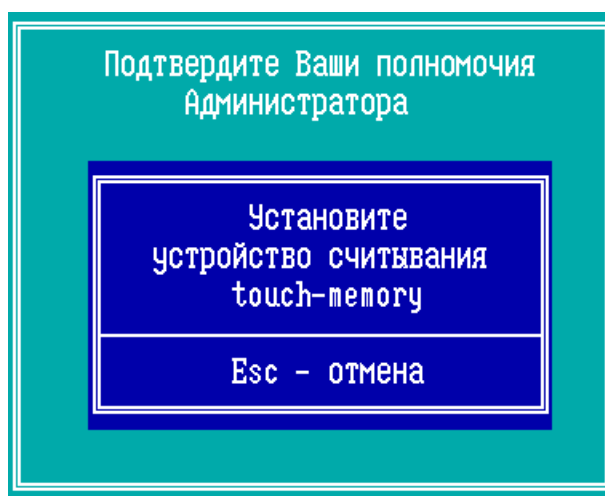 Подтвердите Ваши полномочия
Администратора
Установите
устройство считывания
touch-memory
Esc - отмена